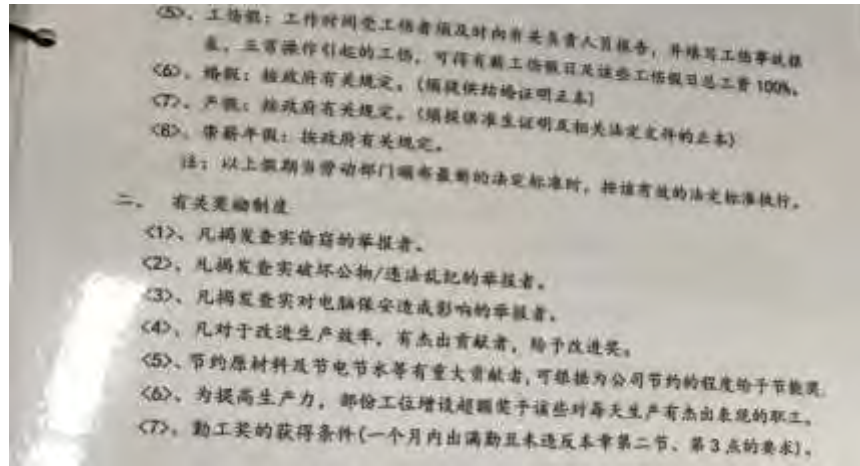 <5>、工伤假：工作时间受工伤者须及时向有关负责人员报告，并填写工伤事故报
表，正常操作引起的工伤，可得有薪工伤假日及该些工伤假日总工资100%。
<6>、婚假：按政府有关规定。(须提供结婚证明正本)
<7>、产假：按政府有关规定。(须提供准生证明及相关法定文件的正本)
<8>、带薪年假：按政府有关规定。
注：以上假期当劳动部门颁布最新的法定标准时，按该有效的法定标准执行。
二、 有关奖励制度
<1>、凡揭发查实偷窃的举报者。
<2>、凡揭发查实破坏公物/违法乱纪的举报者。
<3>、凡揭发查实对电脑保安造成影响的举报者。
<4>、凡对于改进生产效率，有杰出贡献者，给予改进奖。
<5>、节约原材料及节电节水等有重大贡献者，可根据为公司节约的程度给予节能奖.
<6>、为提高生产力，部份工位增设超额奖于该些对每天生产有杰出表现的职工。
<7>、勤工奖的获得条件(一个月内出满勤且未违反本章第二节、第3点的要求)。